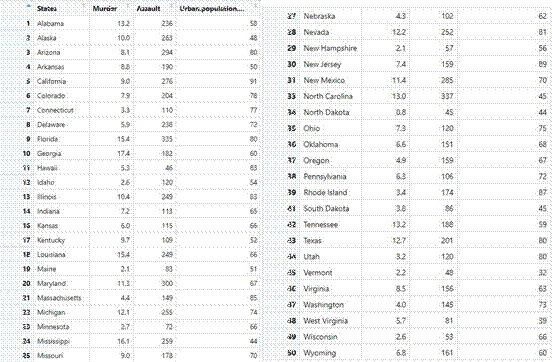 States Murder Assault Urban.population....
1 Alabama 13.2 236 58
2 Alaska 10.0 263 48
3 Arizona 8.1 294 80
4 Arkansas 8.8 190 50
5 California 9.0 276 91
6 Colorado 7.9 204 78
7 Connecticut 3.3 110 77
8 Delaware 5.9 238 72
9 Florida 15.4 335 80
10 Georgia 17.4 182 60
11 Hawaii 5.3 46 83
12 Idaho 2.6 120 54
13 Illinois 10.4 249 83
14 Indiana 7.2 113 65
16 Kansas 6.0 115 66
17 Kentucky 9.7 109 52
18 Louisiana 15.4 249 66
19 Maine 2.1 83 51
20 Maryland 11.3 300 67
21 Massachusetts 4.4 149 85
22 Michigan 12.1 255 74
23 Minnesota 2.7 72 66
24 Mississippi 16.1 259 44
25 Missouri 9.0 178 70
27 Nebraska 4.3 102 62
28 Nevada 12.2 252 81
29 New Hampshire 2.1 57 56
30 New Jersey 7.4 159 89
31 New Mexico 11.4 285 70
33 North Carolina 13.0 337 45
34 North Dakota 0.8 45 44
35 Ohio 7.3 120 75
36 Oklahoma 6.6 151 68
37 Oregon 4.9 159 67
38 Pennsylvania 6.3 106 72
39 Rhode Island 3.4 174 87
41 South Dakota 3.8 86 45
42 Tennessee 13.2 188 59
43 Texas 12.7 201 80
44 Utah 3.2 120 80
45 Vermont 2.2 48 32
46 Virginia 8.5 156 63
47 Washington 4.0 145 73
48 West Virginia 5.7 81 39
49 Wisconsin 2.6 53 66
50 Wyoming 6.8 161 60